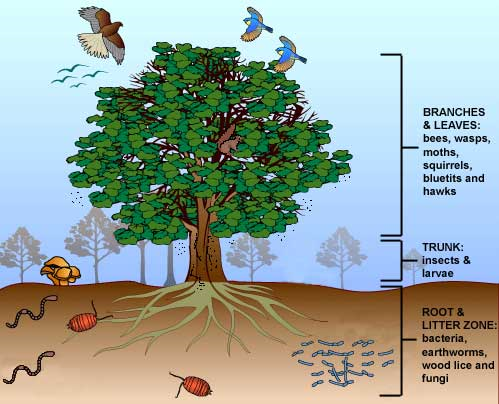 BRANCHES
& LEAVES:
bees, wasps,
moths,
squirrels,
bluetits and
hawks
TRUNK:
insects &
larvae
ROOT &
LITTER ZONE:
bacteria,
earthworms,
wood lice and
fungi